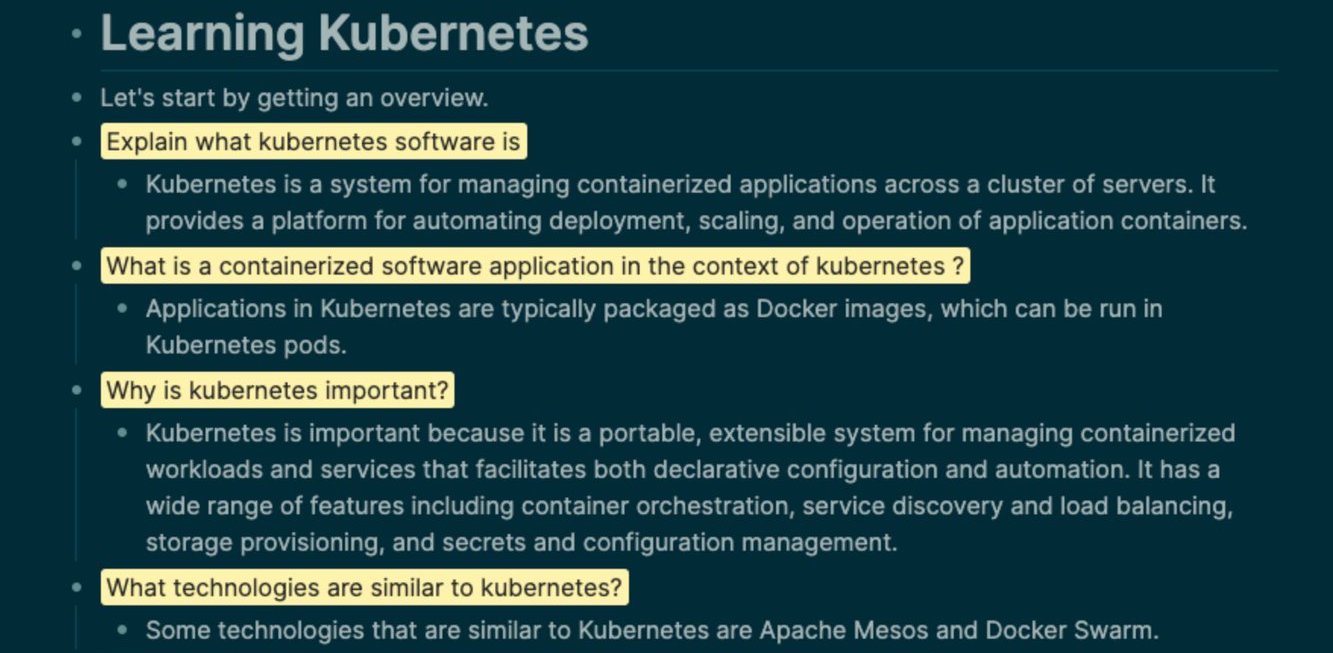 Learning Kubernetes
Let's start by getting an overview.
Explain what kubernetes software is
Kubernetes is a system for managing containerized applications across a cluster of servers. It
provides a platform for automating deployment, scaling, and operation of application containers.
What is a containerized software application in the context of kubernetes ?
Applications in Kubernetes are typically packaged as Docker images, which can be run in
Kubernetes pods.
Why is kubernetes important?
Kubernetes is important because it is a portable, extensible system for managing containerized
workloads and services that facilitates both declarative configuration and automation. It has a
wide range of features including container orchestration, service discovery and load balancing,
storage provisioning, and secrets and configuration management.
What technologies are similar to kubernetes?
Some technologies that are similar to Kubernetes are Apache Mesos and Docker Swarm.